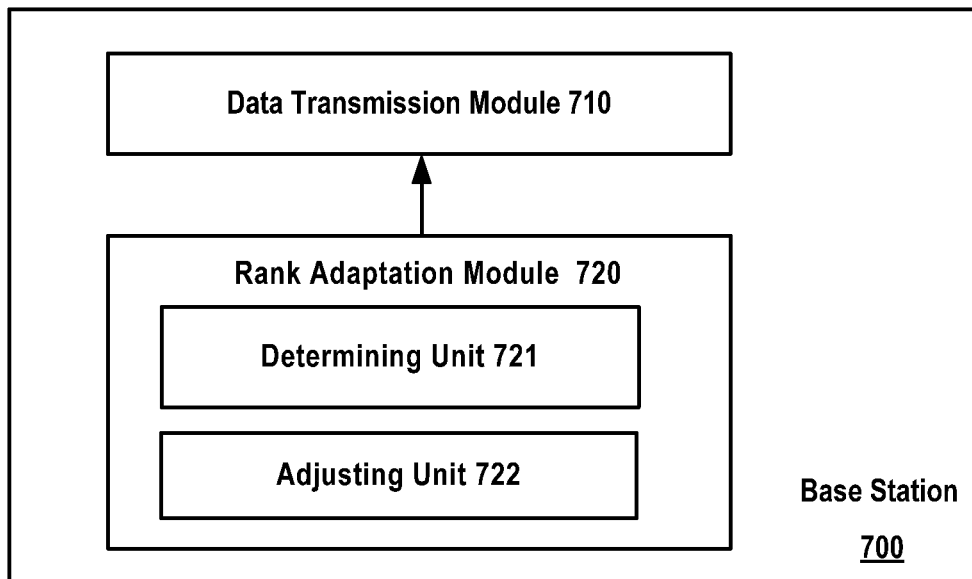 Data Transmission Module 710
Rank Adaptation Module 720
Determining Unit 721
Adjusting Unit 722
Base Station
700